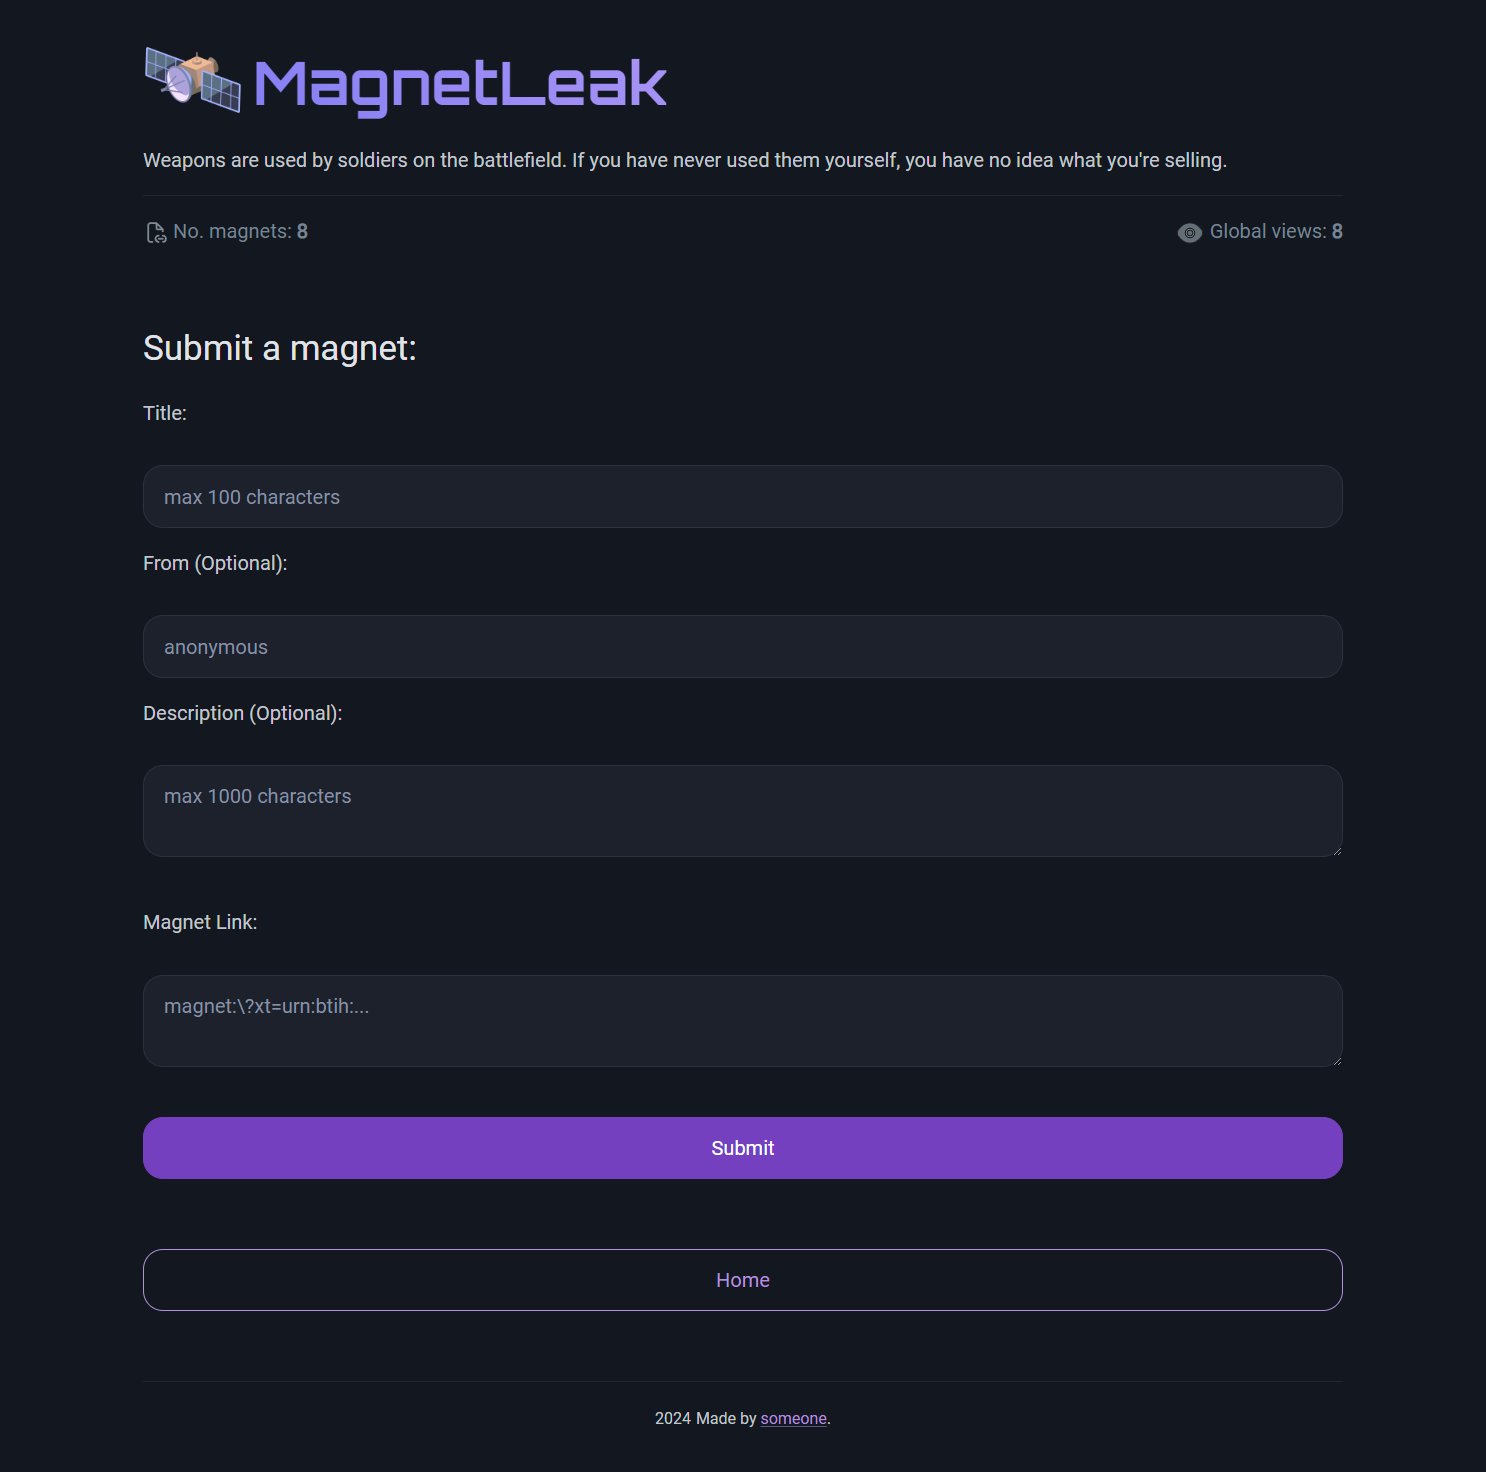 MagnetLeak
Weapons are used by soldiers on the battlefield. If you have never used them yourself, you have no idea what you're selling.
No. magnets: 8
Global views: 8
Submit a magnet:
Title:
max 100 characters
From (Optional):
anonymous
Description (Optional):
max 1000 characters
Magnet Link:
magnet:\?xt=urn:btih:...
Submit
Home
2024 Made by someone.